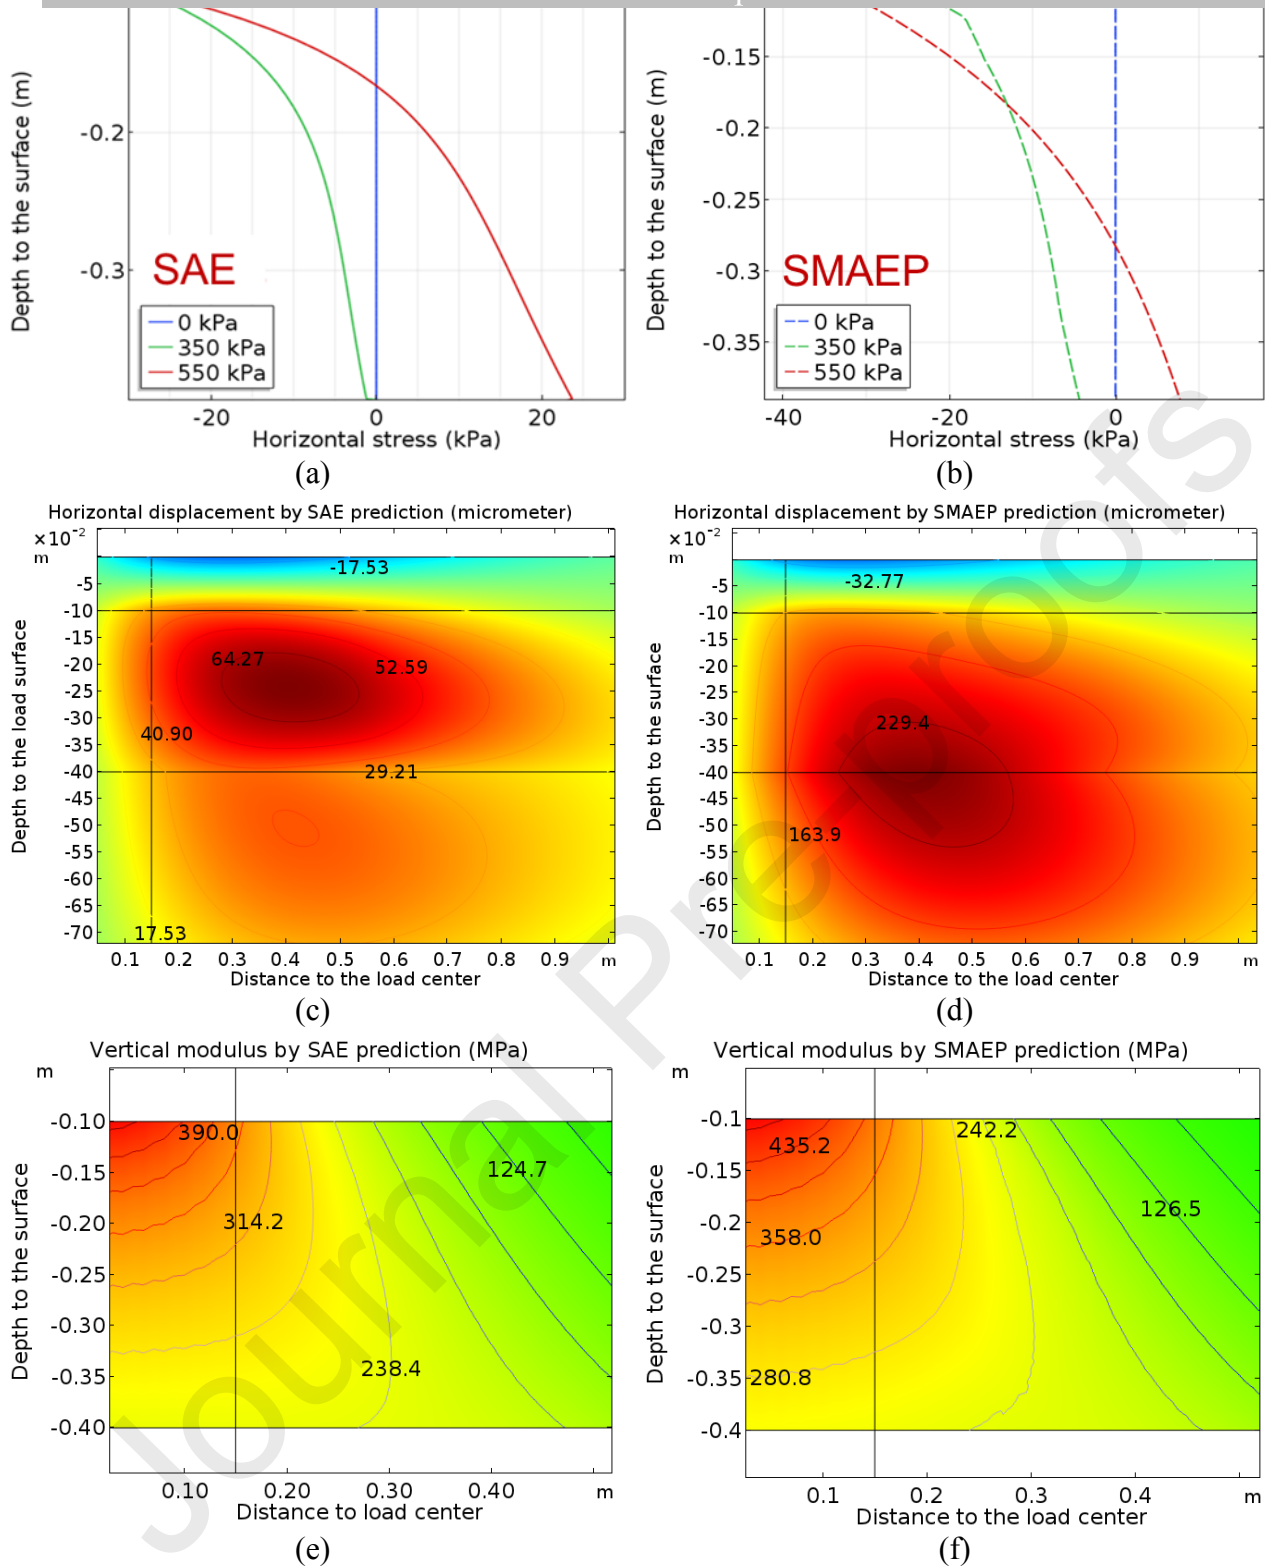 Depth to the surface (m)
-0.2
-0.3
SAE
0 kPa
350 kPa
550 kPa
-20 0 20
Horizontal stress (kPa)
(a)
Depth to the surface (m)
-0.15
-0.2
-0.25
-0.3
-0.35
SMAEP
0 kPa
350 kPa
550 kPa
-40 -20 0
Horizontal stress (kPa)
(b)
Horizontal displacement by SAE prediction (micrometer)
×10⁻²
m
Depth to the load surface
-5
-10
-15
-20
-25
-30
-35
-40
-45
-50
-55
-60
-65
-70
-17.53
64.27
52.59
40.90
29.21
17.53
0.1 0.2 0.3 0.4 0.5 0.6 0.7 0.8 0.9 m
Distance to the load center
(c)
Horizontal displacement by SMAEP prediction (micrometer)
×10⁻²
m
Depth to the surface
-5
-10
-15
-20
-25
-30
-35
-40
-45
-50
-55
-60
-65
-70
-32.77
229.4
163.9
0.1 0.2 0.3 0.4 0.5 0.6 0.7 0.8 0.9 m
Distance to the load center
(d)
Vertical modulus by SAE prediction (MPa)
m
Depth to the surface
-0.10
-0.15
-0.20
-0.25
-0.30
-0.35
-0.40
390.0
124.7
314.2
238.4
0.10 0.20 0.30 0.40 m
Distance to load center
(e)
Vertical modulus by SMAEP prediction (MPa)
m
Depth to the surface
-0.1
-0.15
-0.2
-0.25
-0.3
-0.35
-0.4
242.2
435.2
126.5
358.0
280.8
0.1 0.2 0.3 0.4 m
Distance to the load center
(f)
Journal Pre-proofs